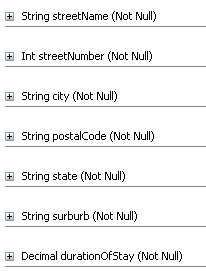 String streetName (Not Null)
Int streetNumber (Not Null)
String city (Not Null)
String postalCode (Not Null)
String state (Not Null)
String surburb (Not Null)
Decimal durationOfStay (Not Null)